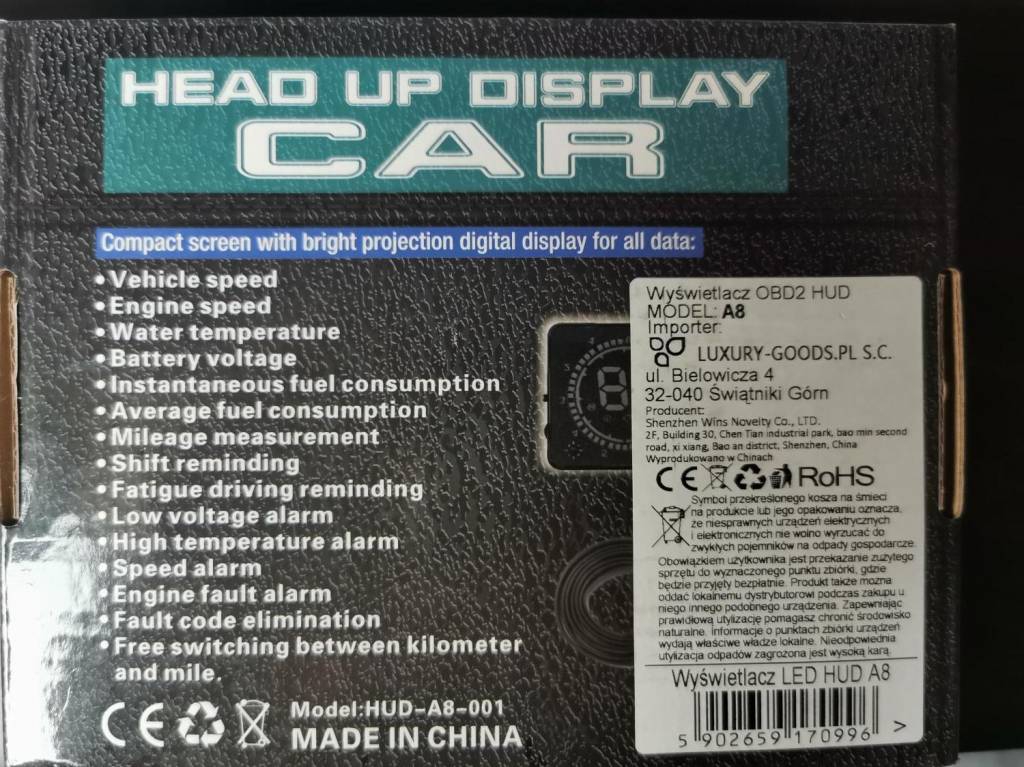 HEAD UP DISPLAY
CAR
Compact screen with bright projection digital display for all data:
• Vehicle speed
• Engine speed
• Water temperature
• Battery voltage
• Instantaneous fuel consumption
• Average fuel consumption
• Mileage measurement
• Shift reminding
• Fatigue driving reminding
• Low voltage alarm
• High temperature alarm
• Speed alarm
• Engine fault alarm
• Fault code elimination
• Free switching between kilometer
and mile.
CE
Model:HUD-A8-001
MADE IN CHINA
Wyświetlacz OBD2 HUD
MODEL: A8
Importer:
LUXURY-GOODS.PL S.C.
ul. Bielowicza 4
32-040 Świątniki Górn
Producent:
Shenzhen Wins Novelty Co., LTD.
2F, Building 30, Chen Tian industrial park, bao min second
road, xi xiang, Bao an district, Shenzhen, China
Wyprodukowano w Chinach
CE RoHS
Symbol przekreślonego kosza na śmieci
na produkcie lub jego opakowaniu oznacza,
że niesprawnych urządzeń elektrycznych
i elektronicznych nie wolno wyrzucać do
zwykłych pojemników na odpady gospodarcze.
Obowiązkiem użytkownika jest przekazanie zużytego
sprzętu do wyznaczonego punktu zbiórki, gdzie
będzie przyjęty bezpłatnie. Produkt także można
oddać lokalnemu dystrybutorowi podczas zakupu u
niego innego podobnego urządzenia. Zapewniając
prawidłową utylizację pomagasz chronić środowisko
naturalne. Informacje o punktach zbiórki urządzeń
wydają właściwe władze lokalne. Nieodpowiednia
utylizacja odpadów zagrożona jest wysoką karą.
Wyświetlacz LED HUD A8
5 902659 170996 >